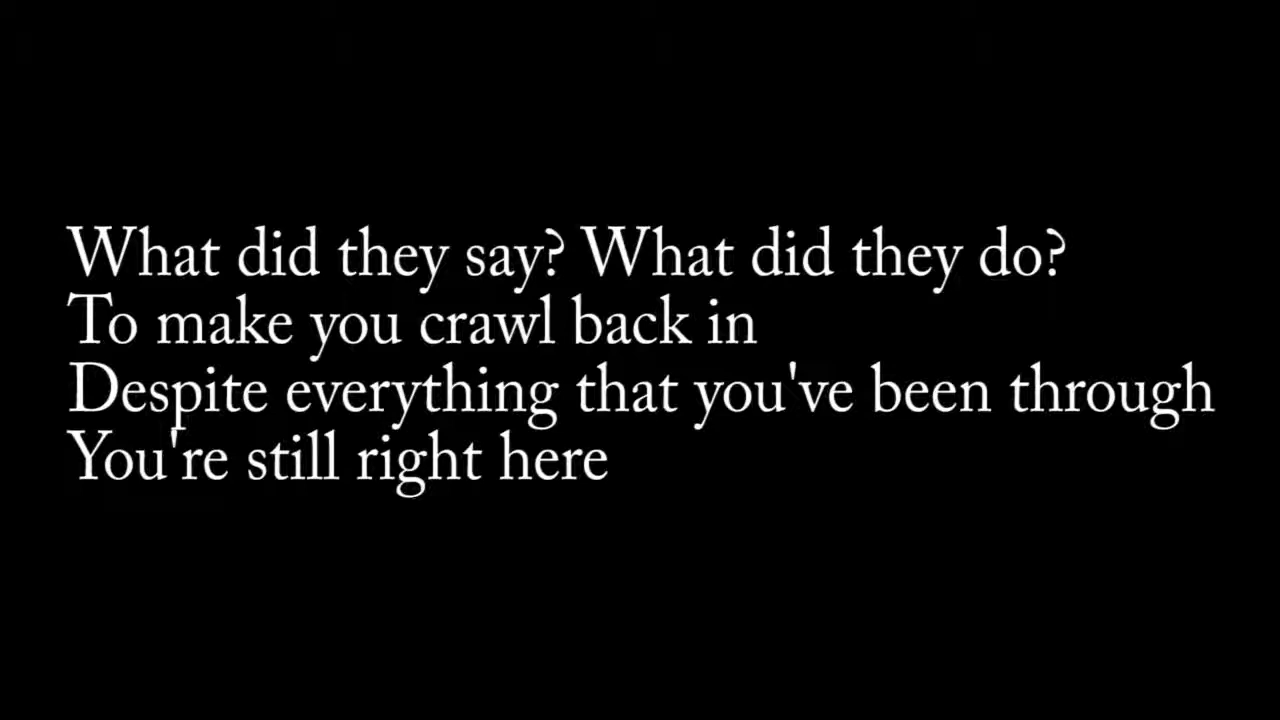 What did they say? What did they do?
To make you crawl back in
Despite everything that you've been through
You're still right here